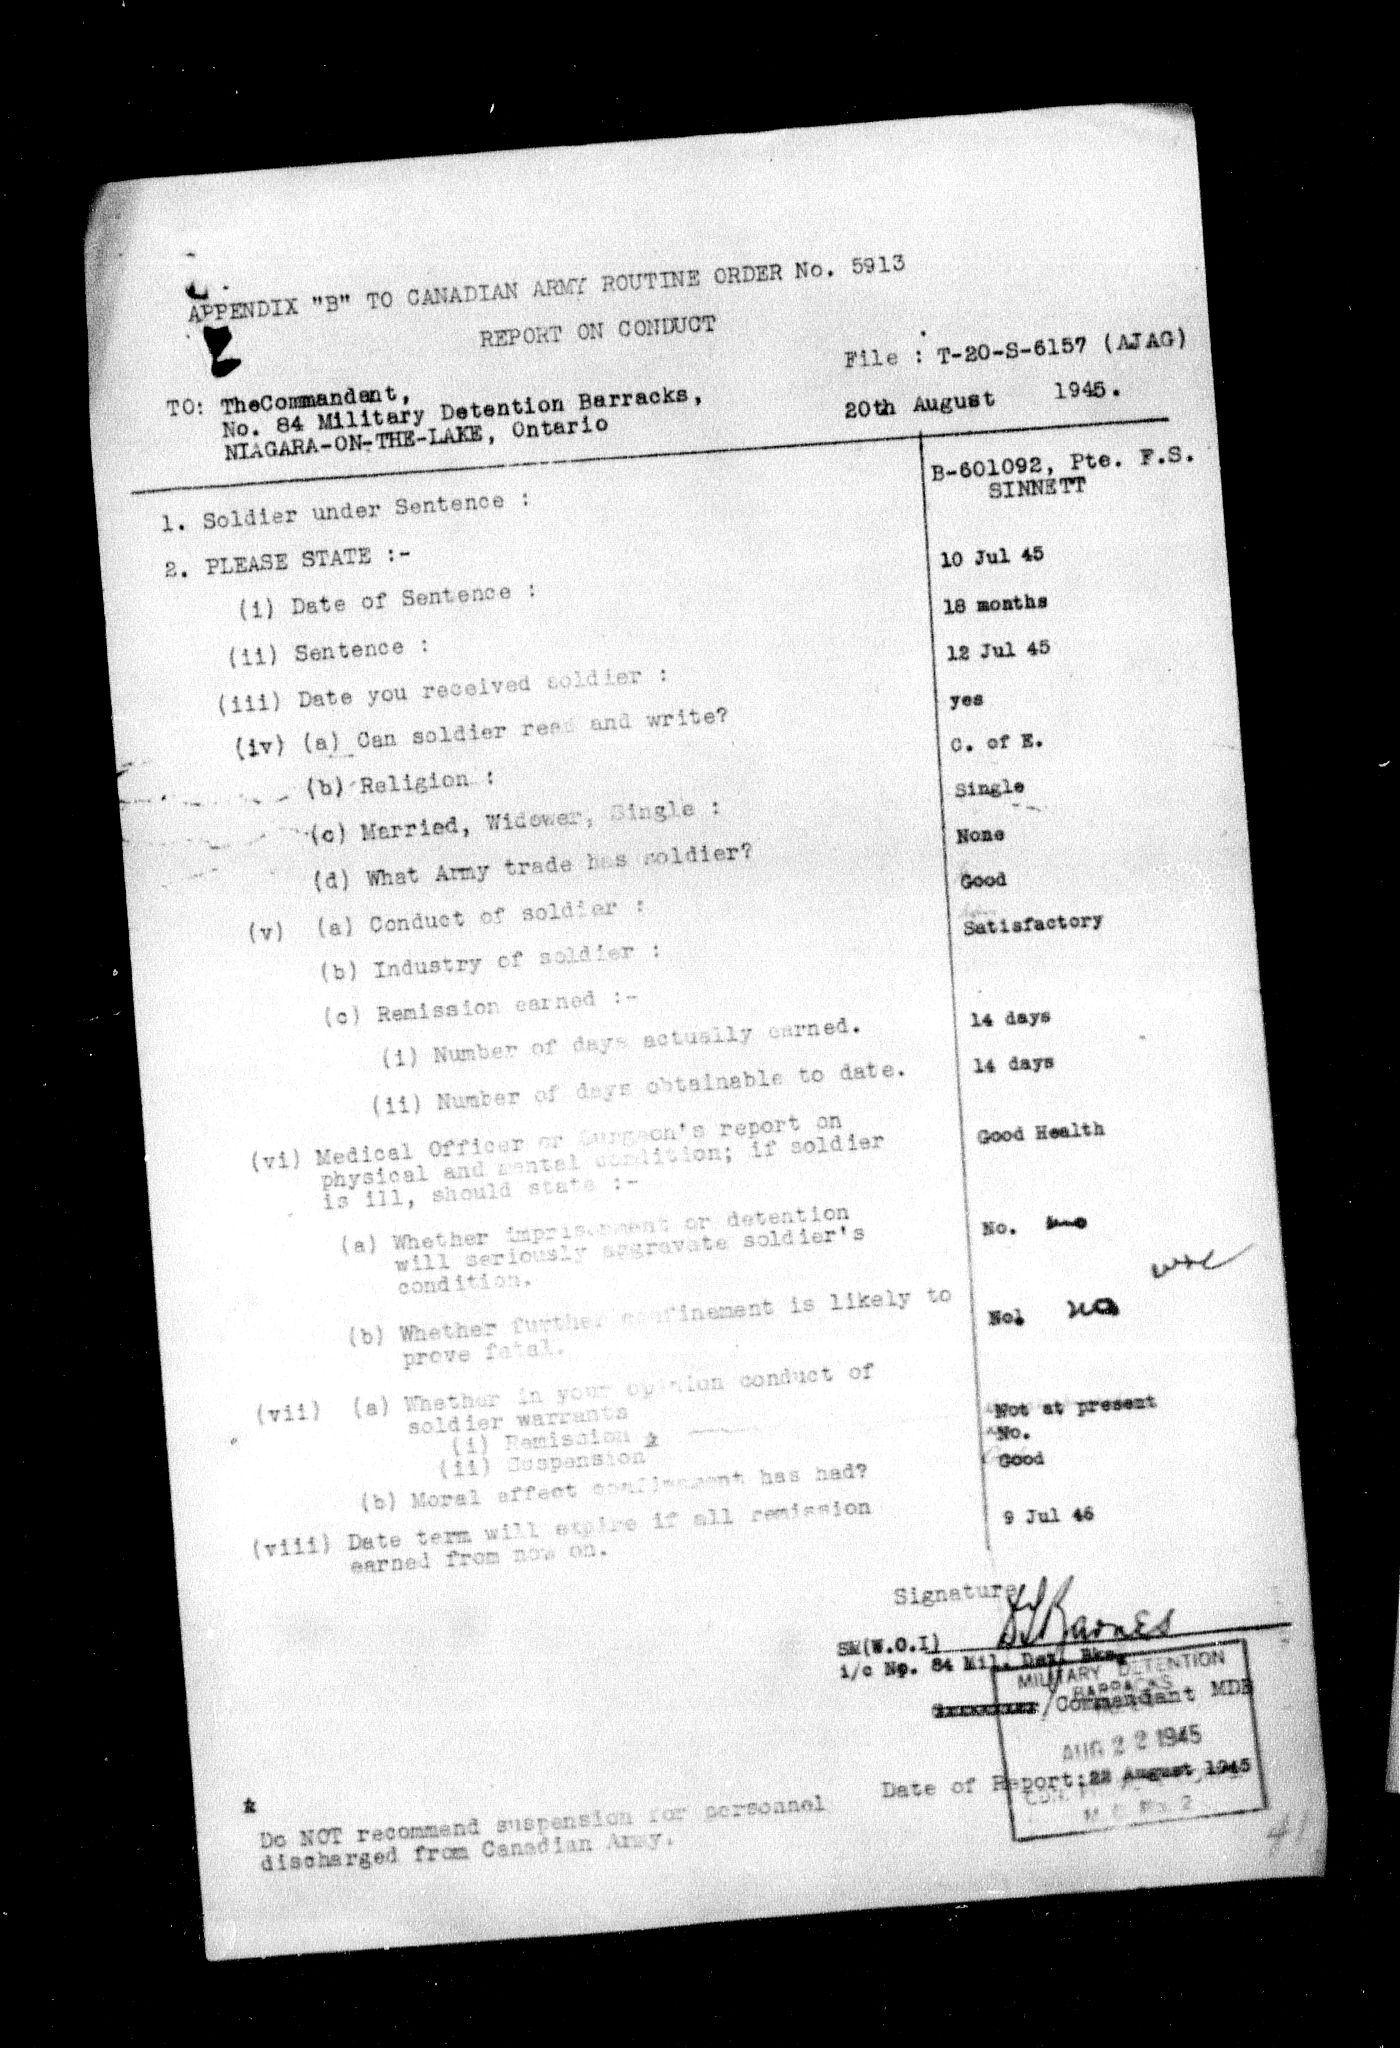 APPENDIX "B" TO CANADIAN ARMY ROUTINE ORDER No. 5913
REPORT ON CONDUCT
File : T-20-S-6157 (AJAG)
TO: TheCommandant,
No. 84 Military Detention Barracks,
NIAGARA-ON-THE-LAKE, Ontario
20th August 1945.
1. Soldier under Sentence : B-601092, Pte. F.S.
SINNETT
2. PLEASE STATE :-
(i) Date of Sentence : 10 Jul 45
(ii) Sentence : 18 months
(iii) Date you received soldier : 12 Jul 45
(iv) (a) Can soldier read and write? yes
(b) Religion : C. of E.
(c) Married, Widower, Single : Single
(d) What Army trade has soldier? None
(v) (a) Conduct of soldier : Good
(b) Industry of soldier : Satisfactory
(c) Remission earned :-
(i) Number of days actually earned. 14 days
(ii) Number of days obtainable to date. 14 days
(vi) Medical Officer or Surgeon's report on Good Health
physical and mental condition; if soldier
is ill, should state :-
(a) Whether imprisonment or detention No.
will seriously aggravate soldier's
condition.
(b) Whether further confinement is likely to No. no
prove fatal.
(vii) (a) Whether in your opinion conduct of
soldier warrants
(i) Remission * Not at present
(ii) Suspension No.
(b) Moral effect confinement has had? Good
(viii) Date term will expire if all remission 9 Jul 46
earned from now on.
Signature Barnes
SM(W.O.I)
i/c No. 84 Mil. Det. Bks.
/Commandant MDB
MILITARY DETENTION
BARRACKS
AUG 22 1945
Date of Report: 22 August 1945
M.D. No. 2
*
Do NOT recommend suspension for personnel
discharged from Canadian Army.
41